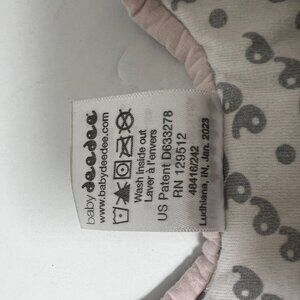 baby deedee
www.babydeedee.com
Wash Inside out
Laver à l'envers
US Patent D633278
RN 129512
48416/242
Ludhiana, IN, Jan. 2023